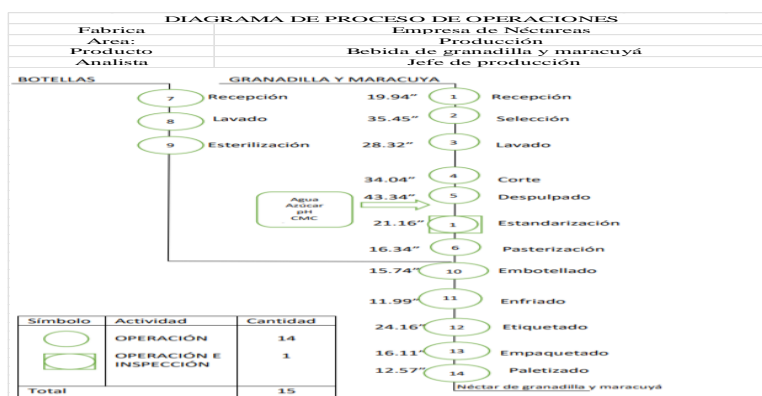 DIAGRAMA DE PROCESO DE OPERACIONES
Fabrica Empresa de Néctareas
Area: Producción
Producto Bebida de granadilla y maracuyá
Analista Jefe de producción
BOTELLAS GRANADILLA Y MARACUYA
7 Recepción 19.94" 1 Recepción
8 Lavado 35.45" 2 Selección
9 Esterilización 28.32" 3 Lavado
34.04" 4 Corte
43.34" 5 Despulpado
Agua
Azúcar
pH
CMC
21.16" 1 Estandarización
16.34" 6 Pasterización
15.74" 10 Embotellado
11.99" 11 Enfriado
24.16" 12 Etiquetado
16.11" 13 Empaquetado
12.57" 14 Paletizado
Néctar de granadilla y maracuyá
Símbolo Actividad Cantidad
OPERACIÓN 14
OPERACIÓN E INSPECCIÓN 1
Total 15